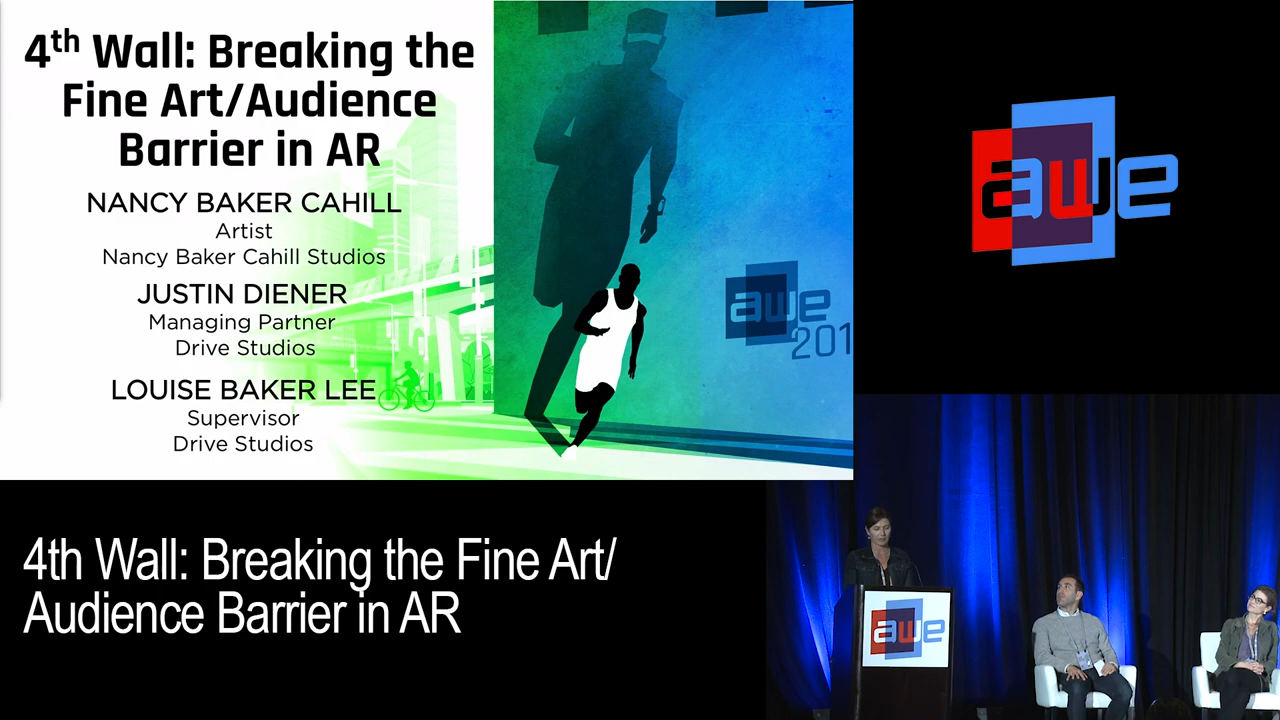 4th Wall: Breaking the
Fine Art/Audience
Barrier in AR
NANCY BAKER CAHILL
Artist
Nancy Baker Cahill Studios
JUSTIN DIENER
Managing Partner
Drive Studios
LOUISE BAKER LEE
Supervisor
Drive Studios
awe
201
awe
4th Wall: Breaking the Fine Art/
Audience Barrier in AR
awe